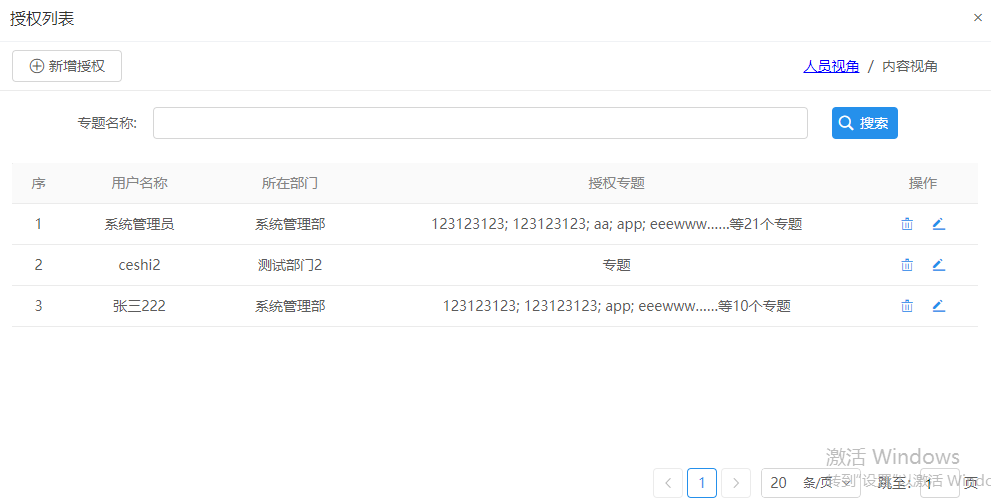 授权列表 ×
新增授权 人员视角 / 内容视角
专题名称: 搜索
序 用户名称 所在部门 授权专题 操作
1 系统管理员 系统管理部 123123123; 123123123; aa; app; eeewww......等21个专题
2 ceshi2 测试部门2 专题
3 张三222 系统管理部 123123123; 123123123; app; eeewww......等10个专题
激活 Windows
转到"设置"以激活 Windo
< 1 > 20 条/页 跳至: 1 页